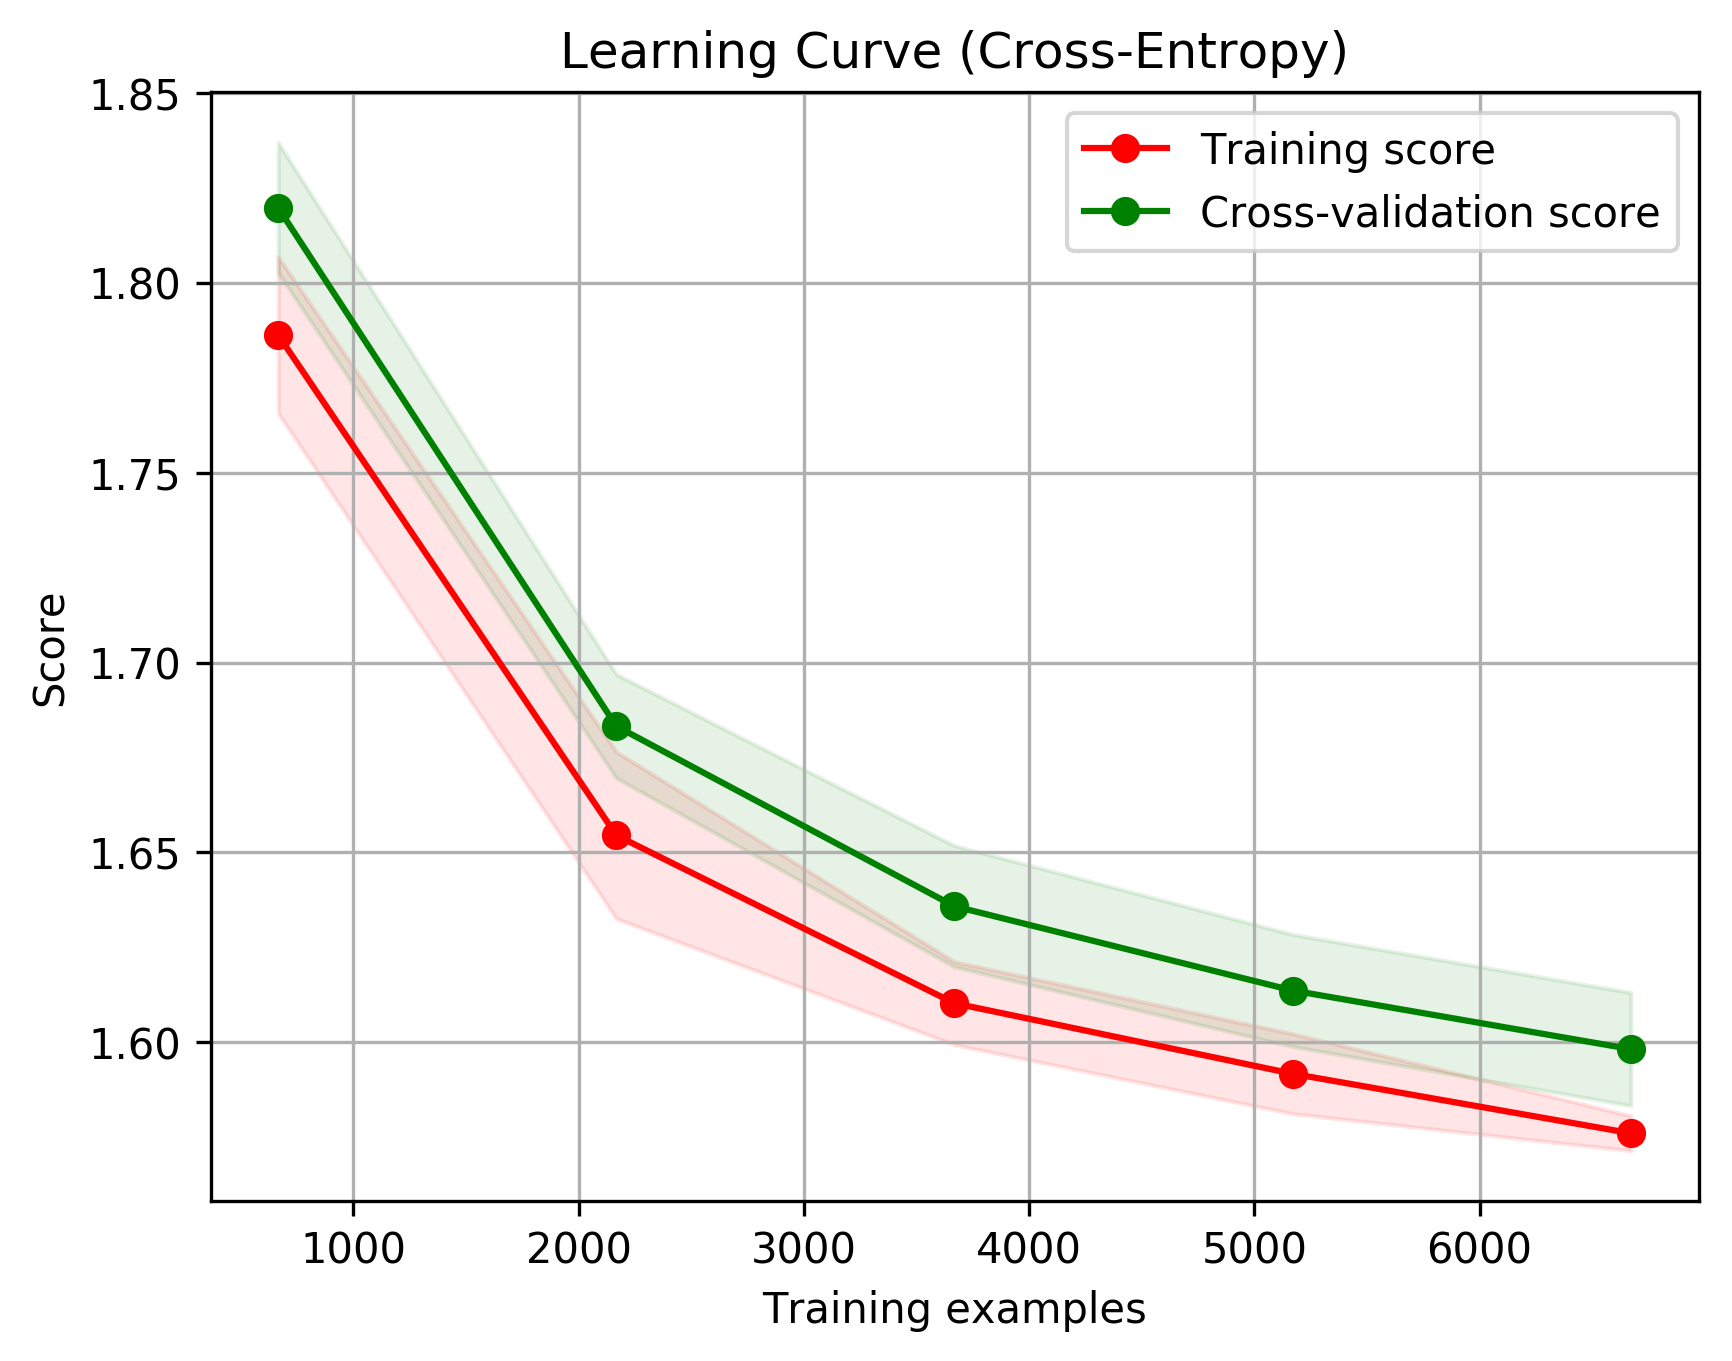 Learning Curve (Cross-Entropy)
1.85
1.80
1.75
1.70
1.65
1.60
Score
Training score
Cross-validation score
1000 2000 3000 4000 5000 6000
Training examples